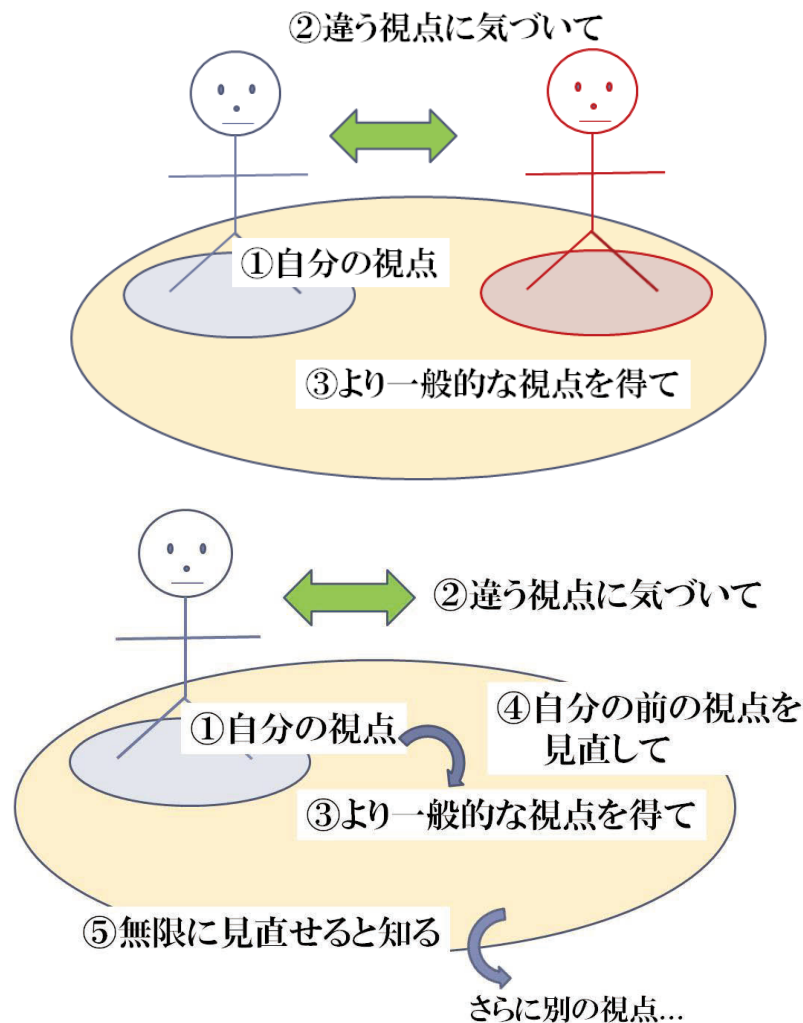 ②違う視点に気づいて
①自分の視点
③より一般的な視点を得て
②違う視点に気づいて
④自分の前の視点を
見直して
①自分の視点
③より一般的な視点を得て
⑤無限に見直せると知る
さらに別の視点...